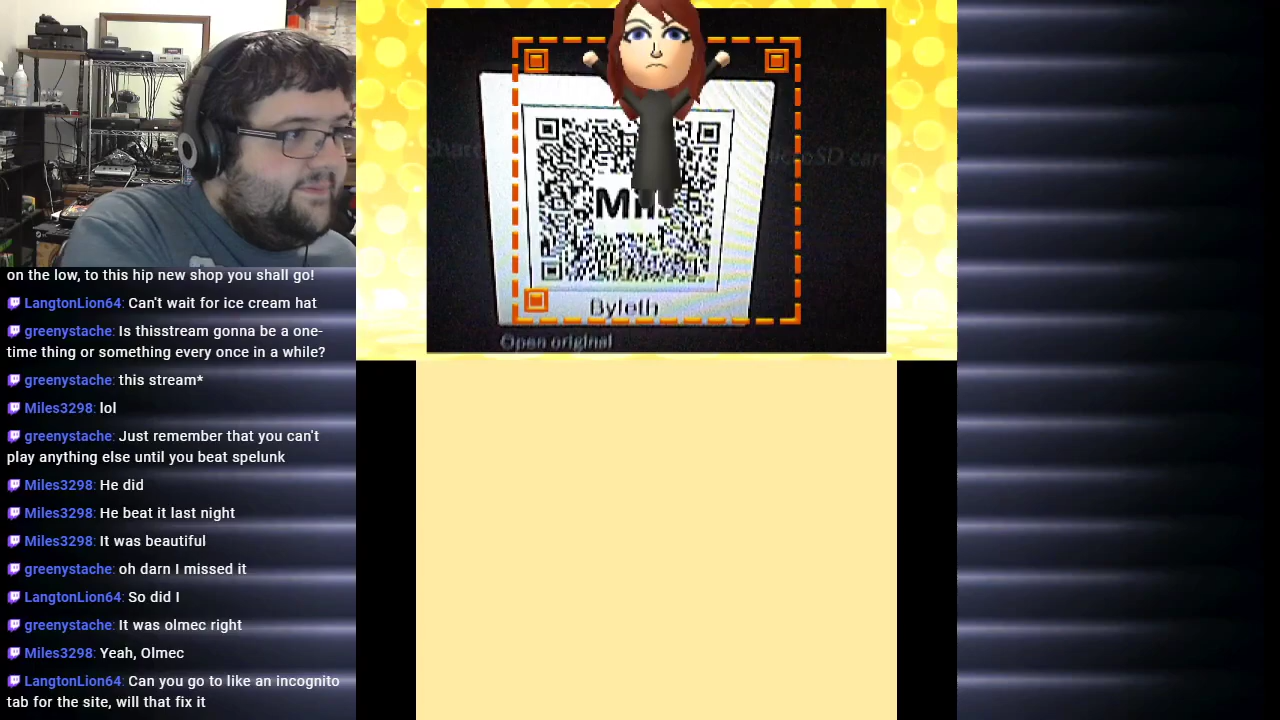 on the low, to this hip new shop you shall go!
LangtonLion64: Can't wait for ice cream hat
greenystache: Is thisstream gonna be a one-
time thing or something every once in a while?
greenystache: this stream*
Miles3298: lol
greenystache: Just remember that you can't
play anything else until you beat spelunk
Miles3298: He did
Miles3298: He beat it last night
Miles3298: It was beautiful
greenystache: oh darn I missed it
LangtonLion64: So did I
greenystache: It was olmec right
Miles3298: Yeah, Olmec
LangtonLion64: Can you go to like an incognito
tab for the site, will that fix it
Share
microSD car
Mii
Byleth
Open original